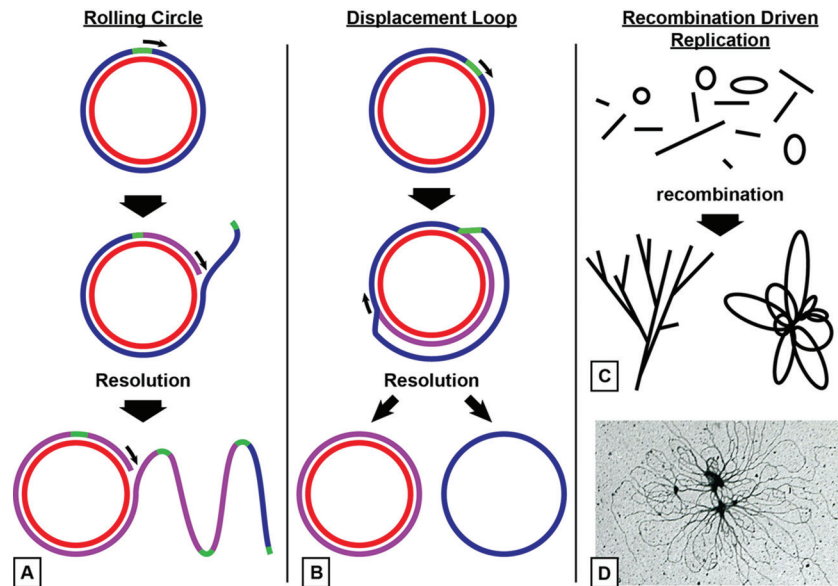 Rolling Circle
Displacement Loop
Recombination Driven
Replication
recombination
Resolution
Resolution
A
B
C
D